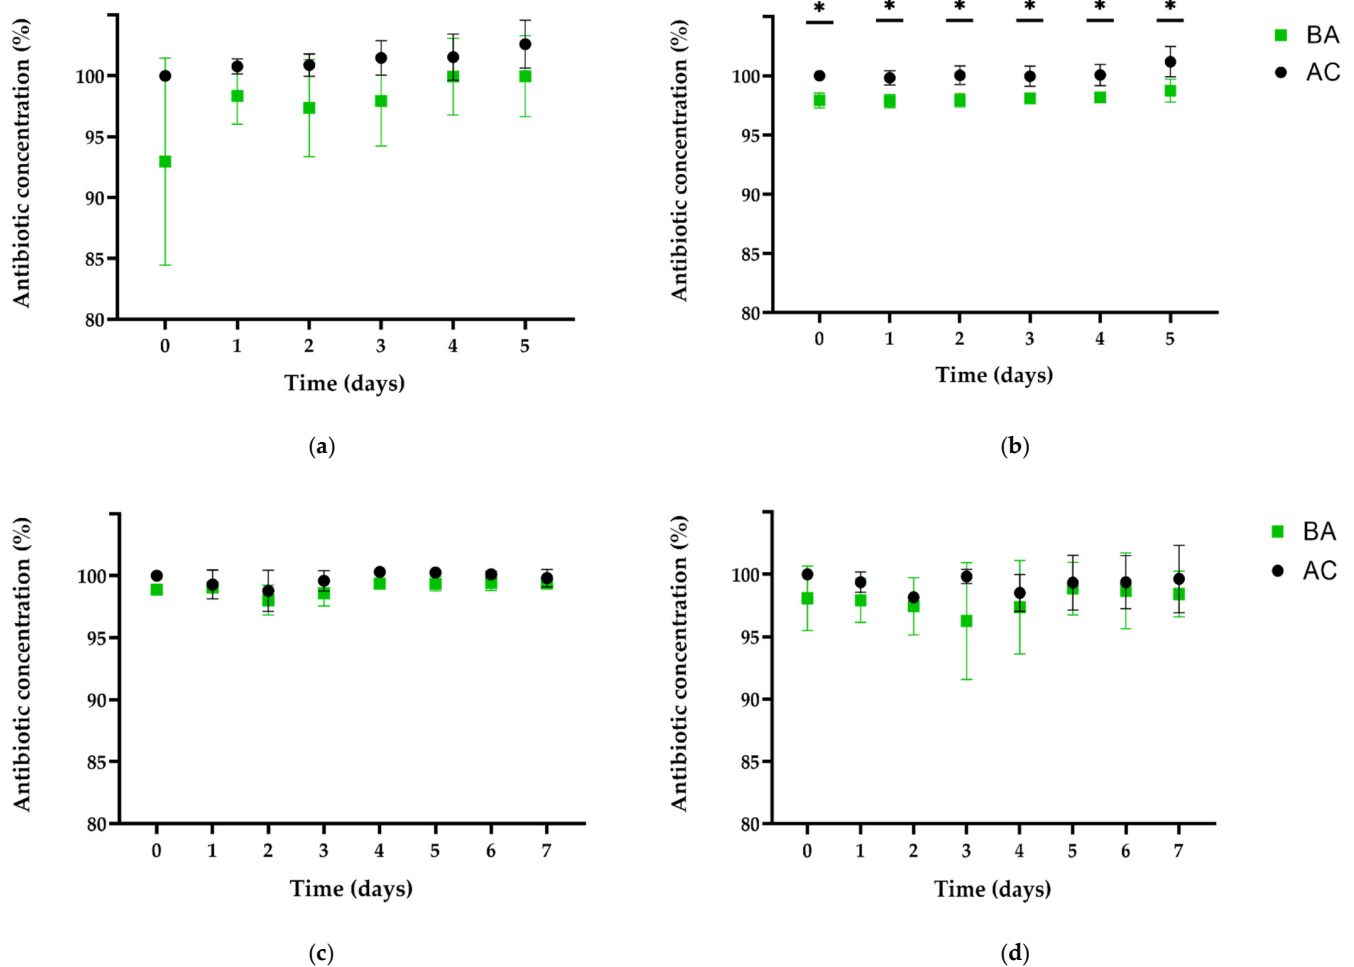 * * * * * *
BA
AC
Antibiotic concentration (%)
100
95
90
85
80
0 1 2 3 4 5
Time (days)
(a)
Antibiotic concentration (%)
100
95
90
85
80
0 1 2 3 4 5
Time (days)
(b)
Antibiotic concentration (%)
100
95
90
85
80
0 1 2 3 4 5 6 7
Time (days)
(c)
BA
AC
Antibiotic concentration (%)
100
95
90
85
80
0 1 2 3 4 5 6 7
Time (days)
(d)